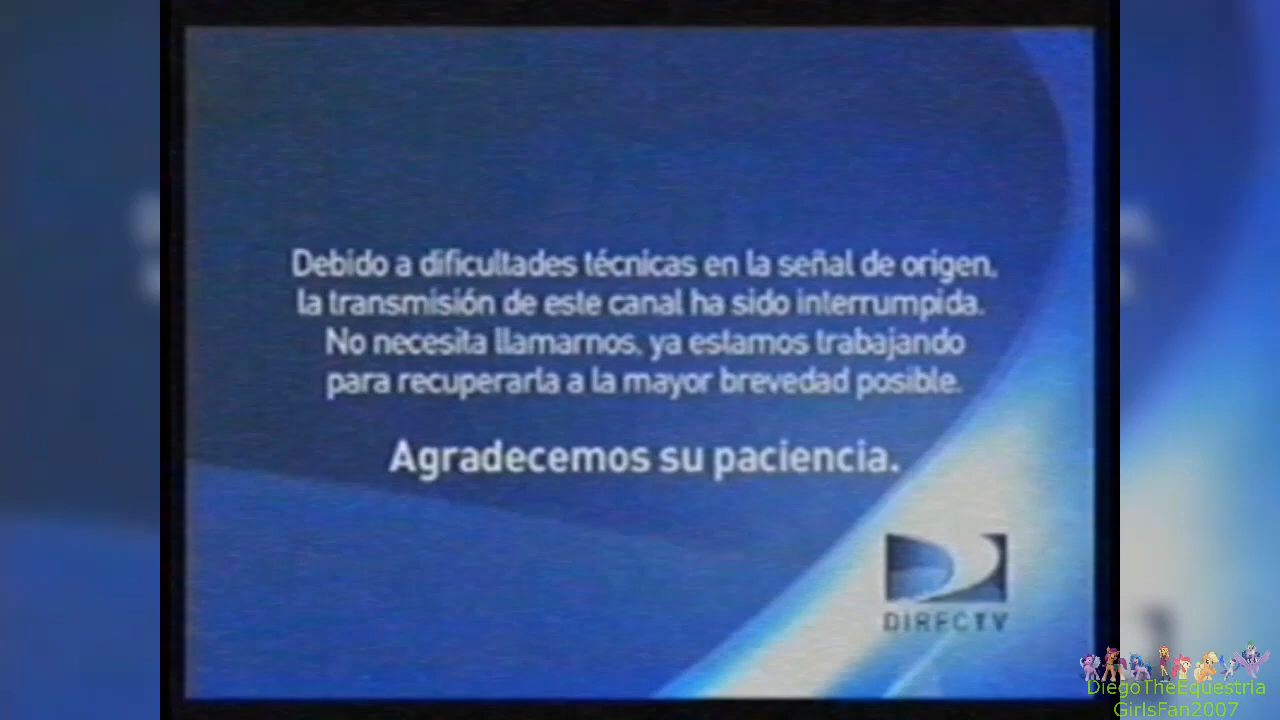 Debido a dificultades técnicas en la señal de origen,
la transmisión de este canal ha sido interrumpida.
No necesita llamarnos, ya estamos trabajando
para recuperarla a la mayor brevedad posible.
Agradecemos su paciencia.
DIRECTV
DiegoTheEquestria
GirlsFan2007